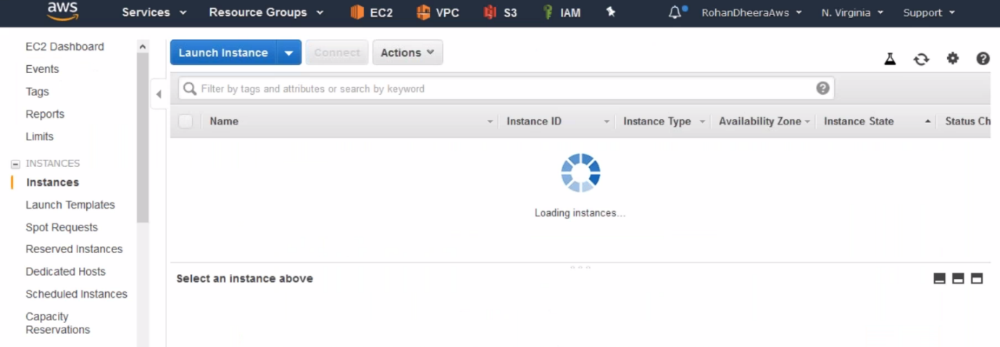 aws Services Resource Groups EC2 VPC S3 IAM RohanDheeraAws N. Virginia Support
EC2 Dashboard
Events
Tags
Reports
Limits
INSTANCES
Instances
Launch Templates
Spot Requests
Reserved Instances
Dedicated Hosts
Scheduled Instances
Capacity
Reservations
Launch Instance Connect Actions
Filter by tags and attributes or search by keyword
Name Instance ID Instance Type Availability Zone Instance State Status Ch
Loading instances...
Select an instance above